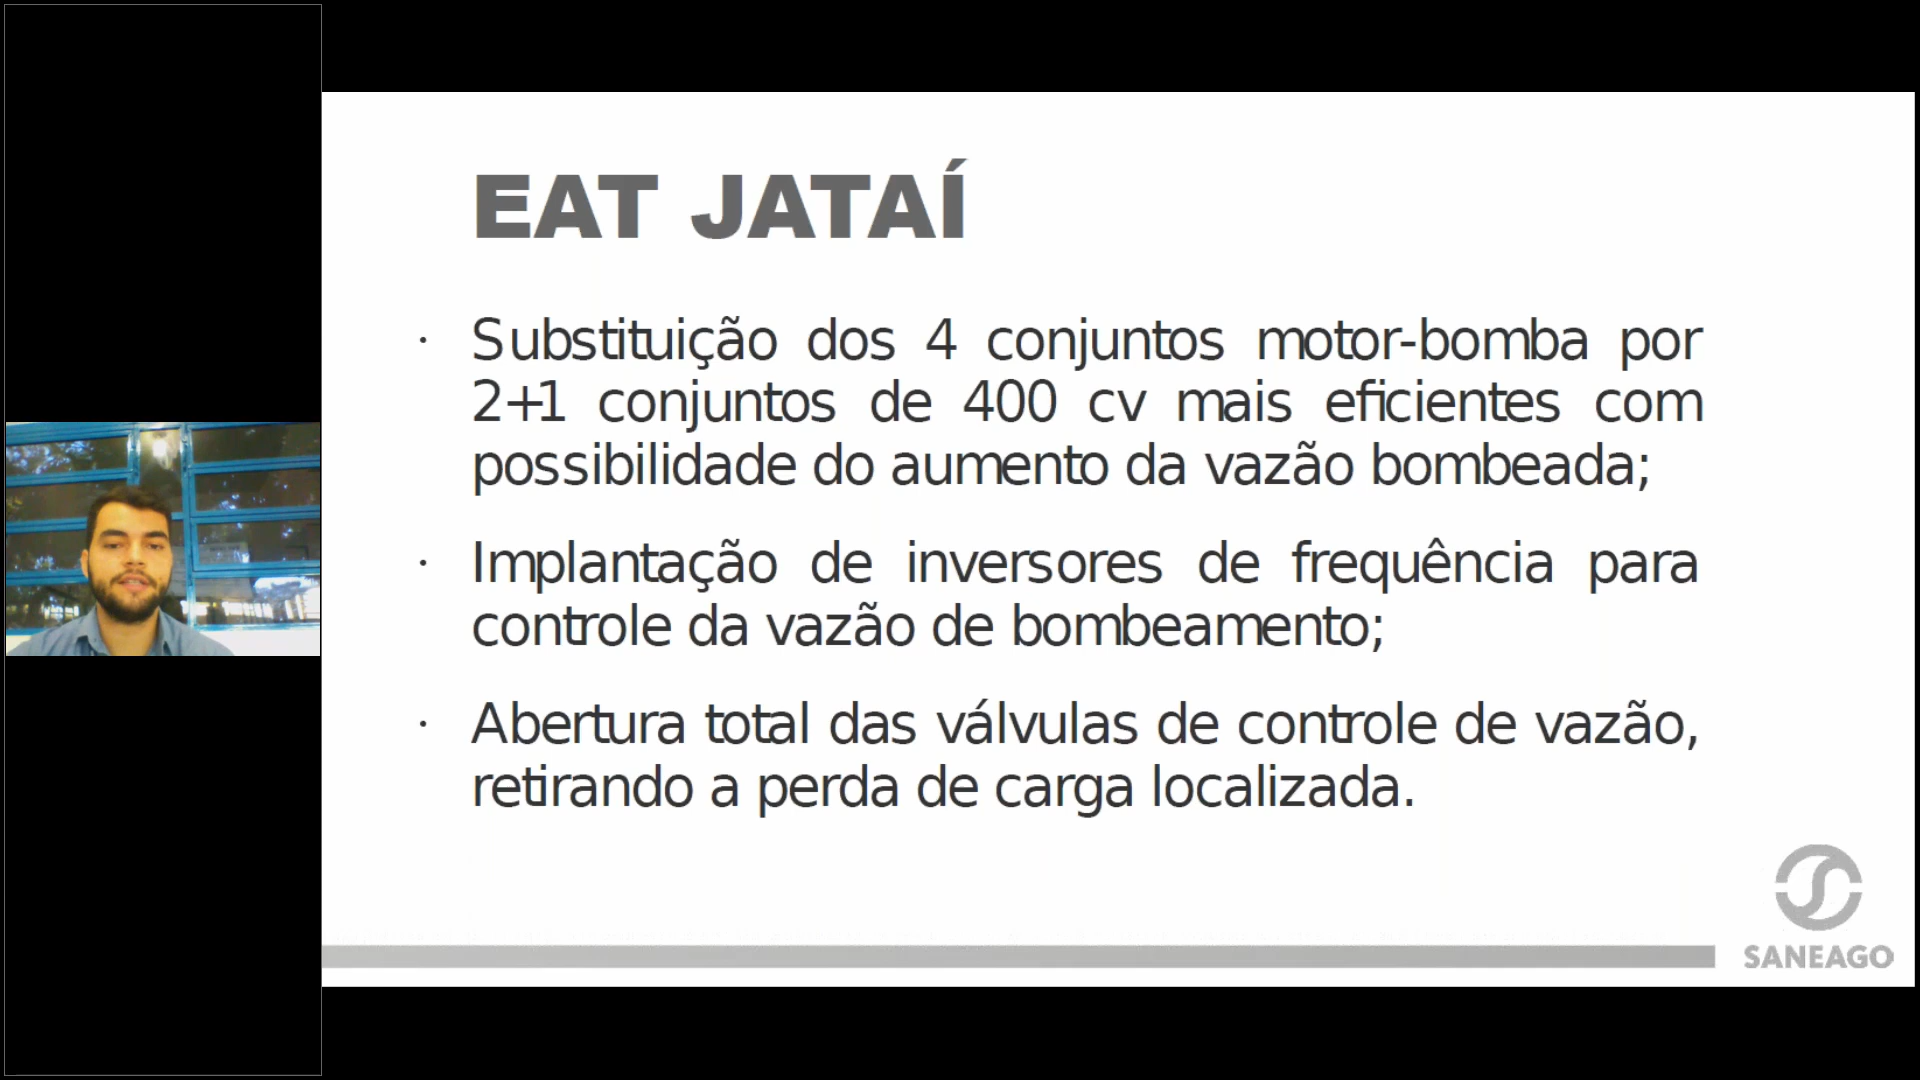 EAT JATAÍ
· Substituição dos 4 conjuntos motor-bomba por
2+1 conjuntos de 400 cv mais eficientes com
possibilidade do aumento da vazão bombeada;
· Implantação de inversores de frequência para
controle da vazão de bombeamento;
· Abertura total das válvulas de controle de vazão,
retirando a perda de carga localizada.
SANEAGO